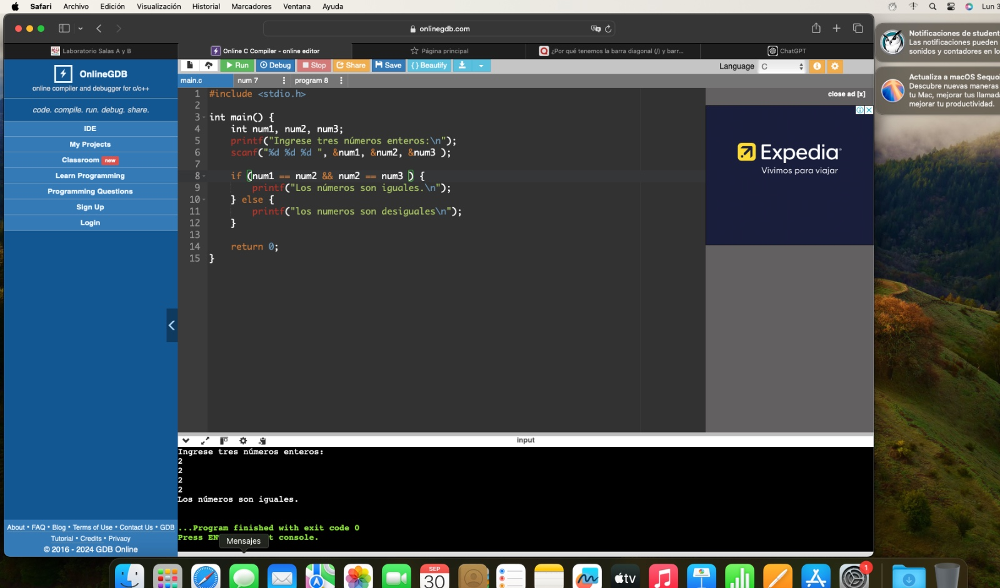 Safari Archivo Edición Visualización Historial Marcadores Ventana Ayuda
Lun 3
onlinegdb.com
Laboratorio Salas A y B
Online C Compiler - online editor
Página principal
¿Por qué tenemos la barra diagonal (/) y barr...
ChatGPT
Notificaciones de student
Las notificaciones pueden
sonidos y contadores en lo
Actualiza a macOS Sequoi
Descubre nuevas maneras
tu Mac, mejorar tus llamada
mejorar tu productividad.
OnlineGDB
online compiler and debugger for c/c++
code. compile. run. debug. share.
IDE
My Projects
Classroom new
Learn Programming
Programming Questions
Sign Up
Login
Run Debug Stop Share Save { } Beautify
Language C
main.c num 7 program 8
1 #include <stdio.h>
2
3 int main() {
4 int num1, num2, num3;
5 printf("Ingrese tres números enteros:\n");
6 scanf("%d %d %d ", &num1, &num2, &num3 );
7
8 if (num1 == num2 && num2 == num3 ) {
9 printf("Los números son iguales.\n");
10 } else {
11 printf("los numeros son desiguales\n");
12 }
13
14 return 0;
15 }
close ad [x]
Expedia
Vivimos para viajar
input
Ingrese tres números enteros:
2
2
2
2
Los números son iguales.
...Program finished with exit code 0
Press EN t console.
Mensajes
About • FAQ • Blog • Terms of Use • Contact Us • GDB
Tutorial • Credits • Privacy
© 2016 - 2024 GDB Online
SEP
30
tv
1